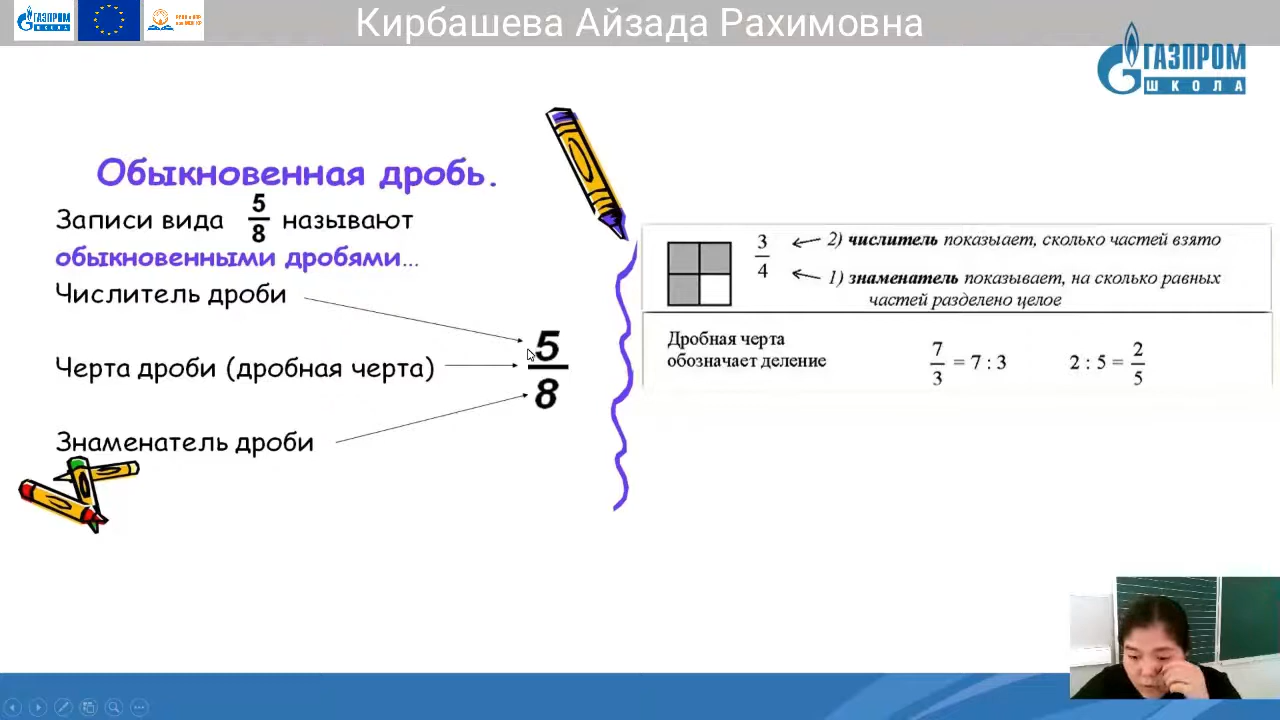 Кирбашева Айзада Рахимовна
ГАЗПРОМ
ШКОЛА
ГАЗПРОМ
ШКОЛА
Обыкновенная дробь.
Записи вида 5/8 называют
обыкновенными дробями...
Числитель дроби
Черта дроби (дробная черта)
Знаменатель дроби
5/8
3/4
2) числитель показыает, сколько частей взято
1) знаменатель показывает, на сколько равных
частей разделено целое
Дробная черта
обозначает деление
7/3 = 7 : 3
2 : 5 = 2/5